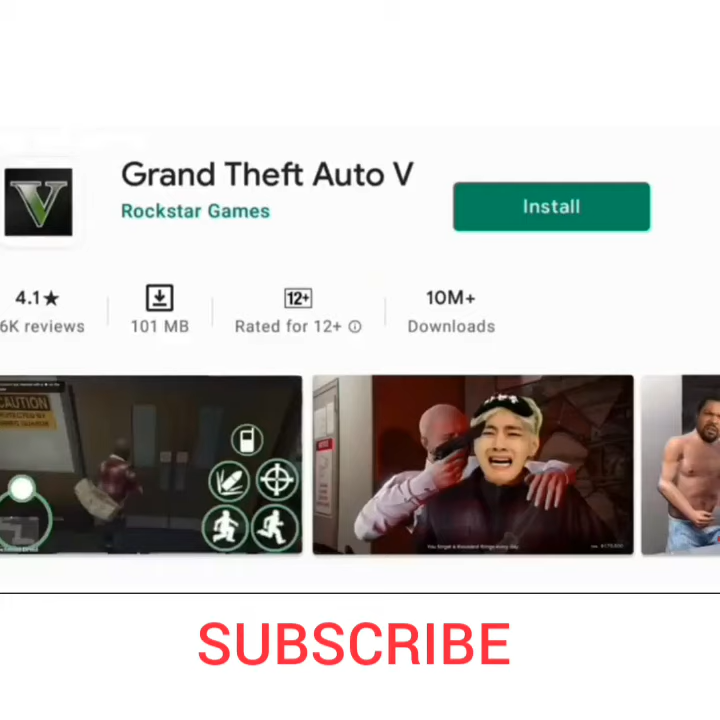 Grand Theft Auto V
Rockstar Games
Install
V
4.1★
12+
10M+
6K reviews
101 MB
Rated for 12+
Downloads
CAUTION
SUBSCRIBE